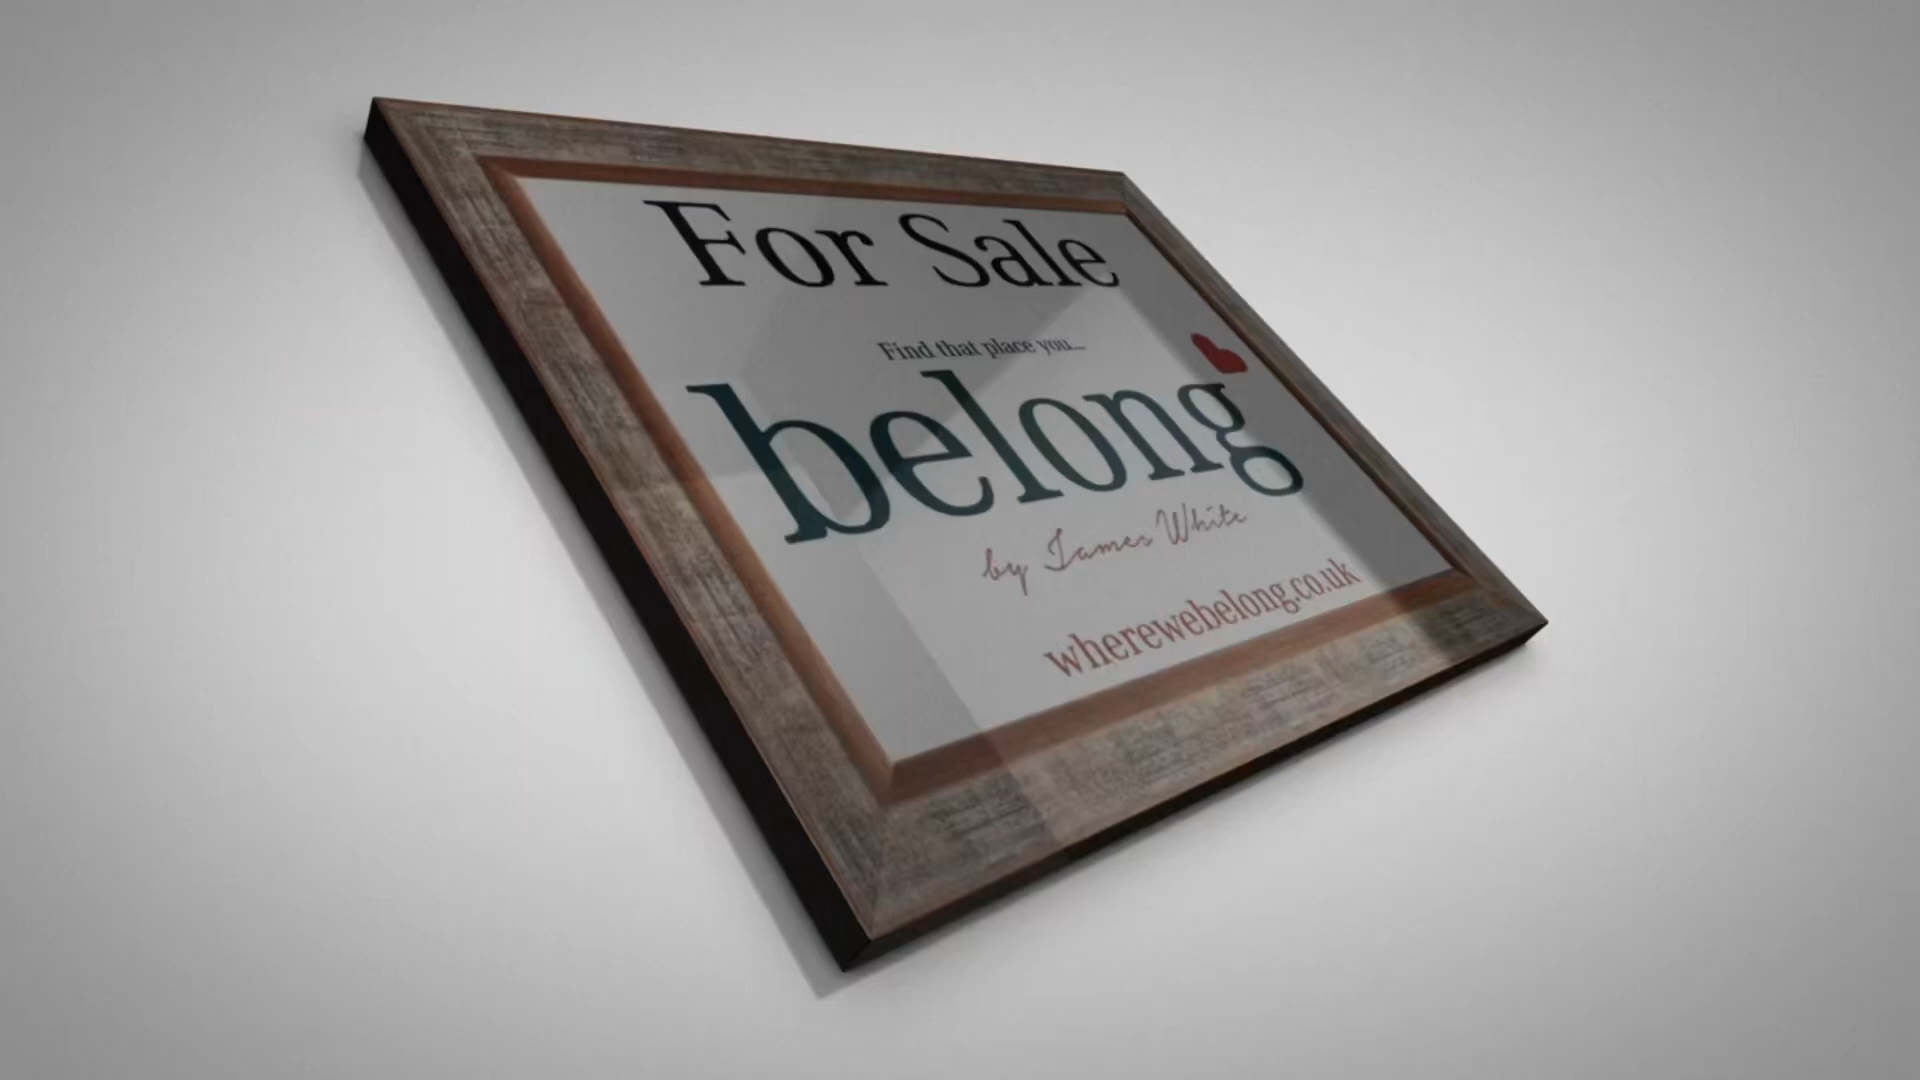 For Sale
Find that place you...
belong
by James White
wherewebelong.co.uk